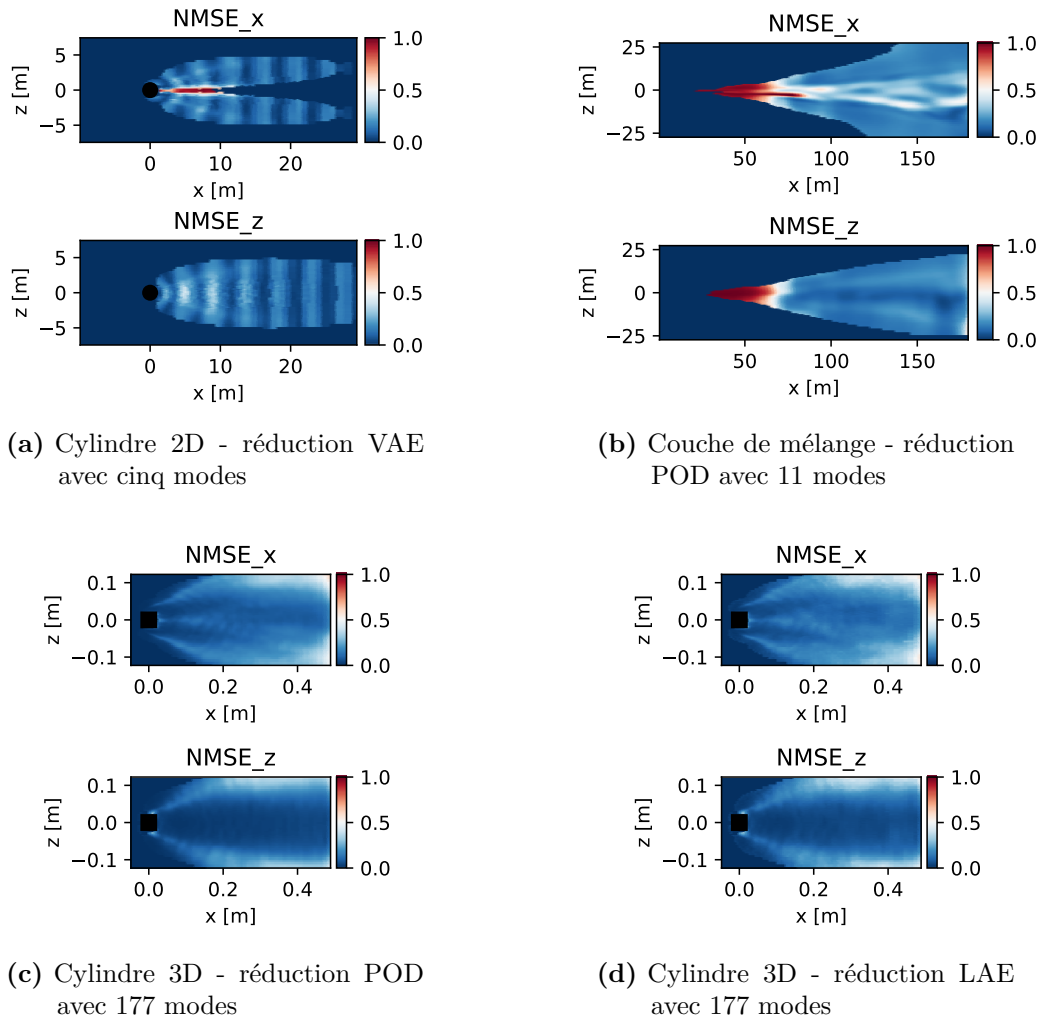 NMSE_x
5
0
−5
z [m]
0
10
20
x [m]
1.0
0.5
0.0
NMSE_z
5
0
−5
z [m]
0
10
20
x [m]
1.0
0.5
0.0
(a) Cylindre 2D - réduction VAE
avec cinq modes
NMSE_x
25
0
−25
z [m]
50
100
150
x [m]
1.0
0.5
0.0
NMSE_z
25
0
−25
z [m]
50
100
150
x [m]
1.0
0.5
0.0
(b) Couche de mélange - réduction
POD avec 11 modes
NMSE_x
0.1
0.0
−0.1
z [m]
0.0
0.2
0.4
x [m]
1.0
0.5
0.0
NMSE_z
0.1
0.0
−0.1
z [m]
0.0
0.2
0.4
x [m]
1.0
0.5
0.0
(c) Cylindre 3D - réduction POD
avec 177 modes
NMSE_x
0.1
0.0
−0.1
z [m]
0.0
0.2
0.4
x [m]
1.0
0.5
0.0
NMSE_z
0.1
0.0
−0.1
z [m]
0.0
0.2
0.4
x [m]
1.0
0.5
0.0
(d) Cylindre 3D - réduction LAE
avec 177 modes